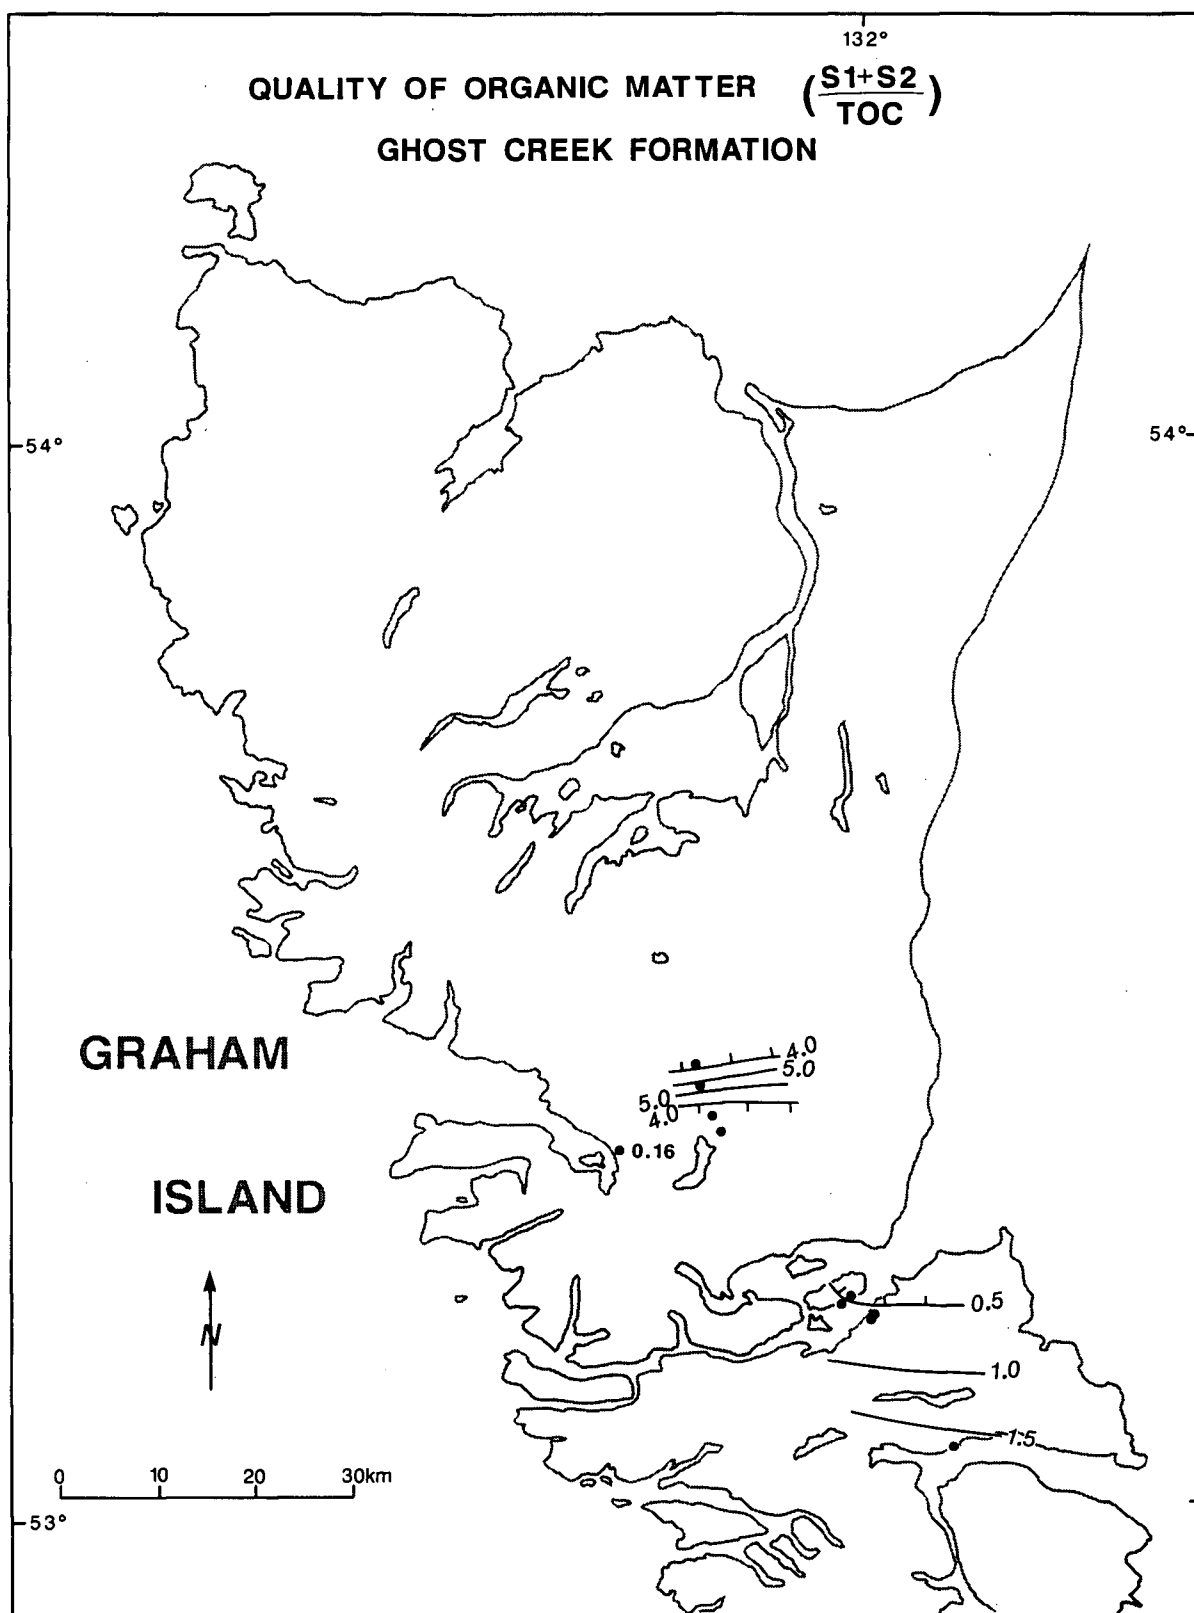 132°
QUALITY OF ORGANIC MATTER (S1+S2/TOC)
GHOST CREEK FORMATION
54°
54°
GRAHAM
4.0
5.0
5.0
4.0
0.16
ISLAND
N
0.5
1.0
1.5
0 10 20 30km
53°